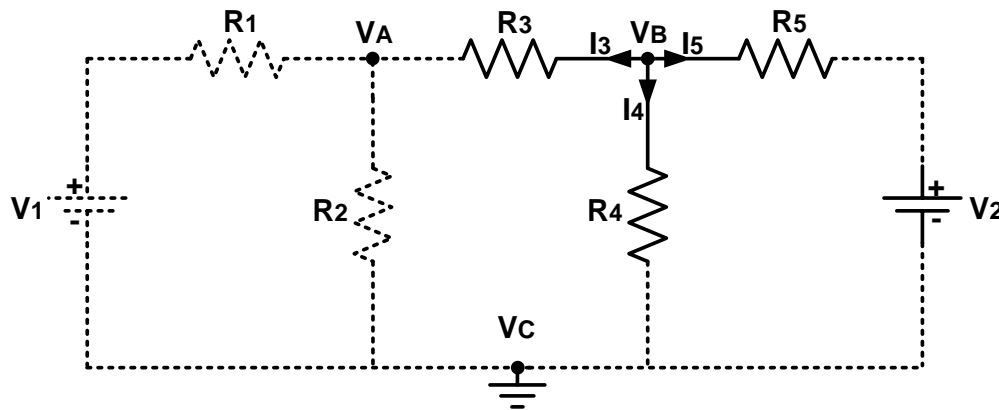 R1 VA R3 I3 VB I5 R5
I4
V1 + - R2 R4 + - V2
VC